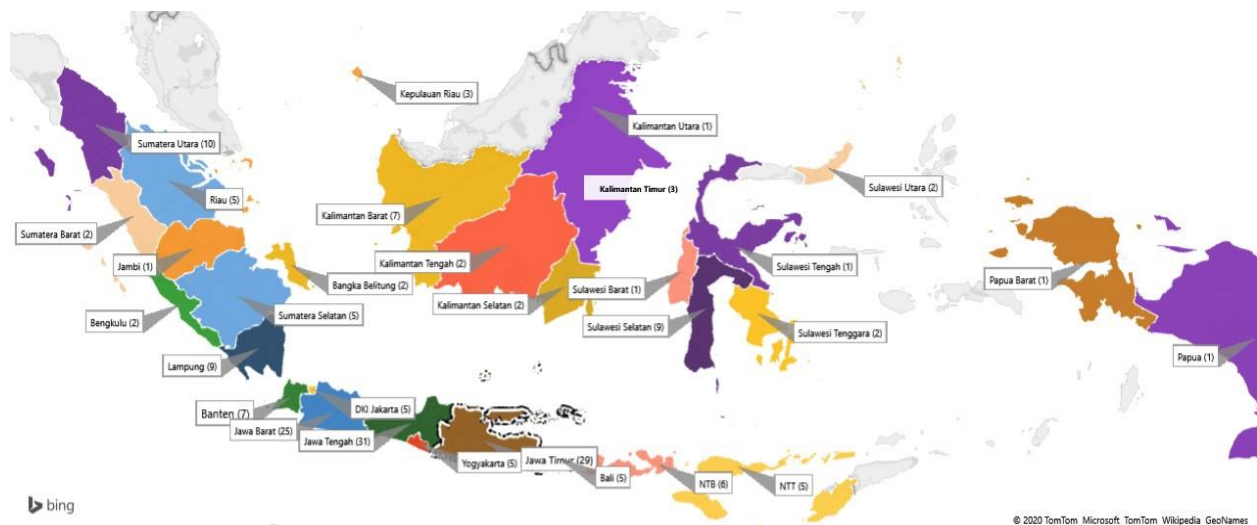 Kepulauan Riau (3)
Kalimantan Utara (1)
Sumatera Utara (10)
Kalimantan Timur (3)
Sulawesi Utara (2)
Riau (5)
Kalimantan Barat (7)
Sumatera Barat (2)
Jambi (1)
Kalimantan Tengah (2)
Sulawesi Tengah (1)
Papua Barat (1)
Bangka Belitung (2)
Sulawesi Barat (1)
Kalimantan Selatan (2)
Bengkulu (2)
Sumatera Selatan (5)
Sulawesi Selatan (9)
Sulawesi Tenggara (2)
Papua (1)
Lampung (9)
DKI Jakarta (5)
Banten (7)
Jawa Barat (25)
Jawa Tengah (31)
Yogyakarta (5)
Jawa Timur (29)
Bali (5)
NTB (6)
NTT (5)
bing
© 2020 TomTom Microsoft TomTom Wikipedia GeoNames